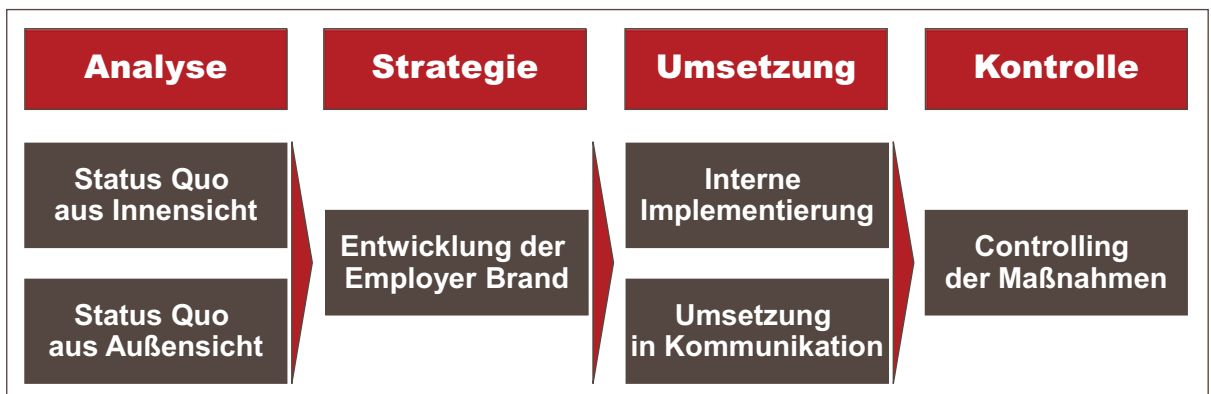 Analyse
Strategie
Umsetzung
Kontrolle
Status Quo
aus Innensicht
Status Quo
aus Außensicht
Entwicklung der
Employer Brand
Interne
Implementierung
Umsetzung
in Kommunikation
Controlling
der Maßnahmen